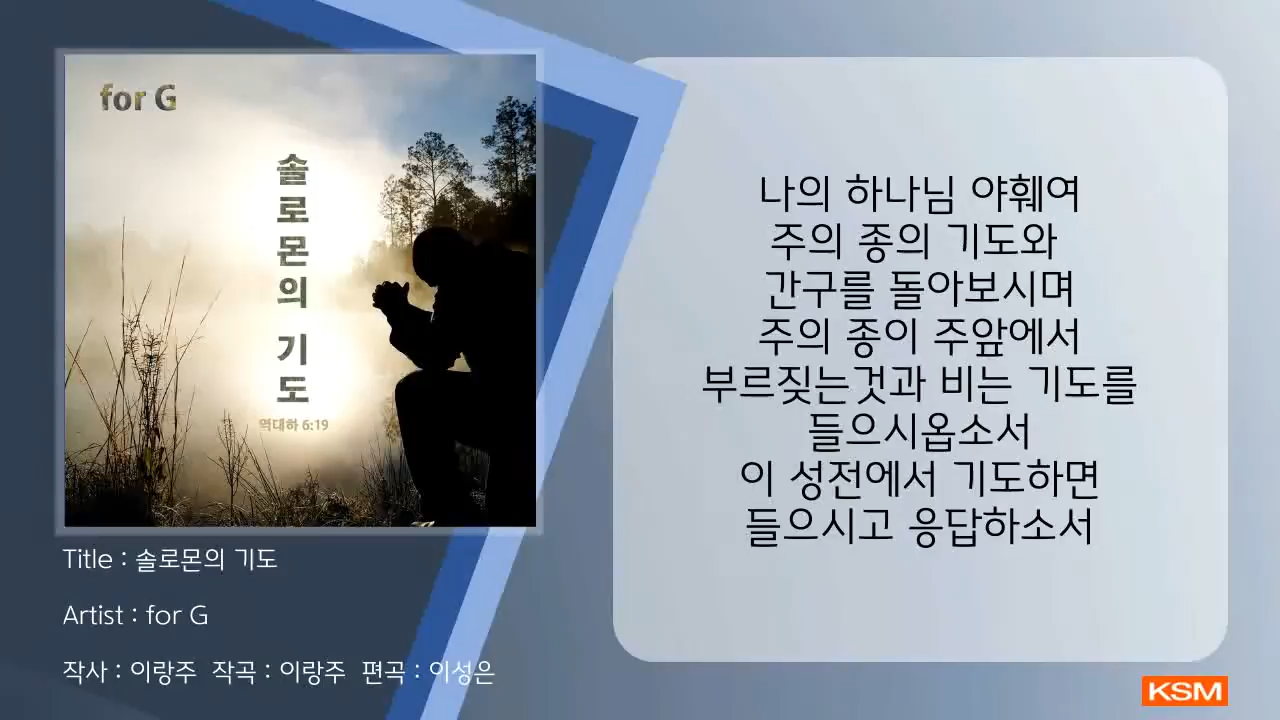 for G
솔로몬의 기도
역대하 6:19
Title : 솔로몬의 기도
Artist : for G
작사 : 이랑주 작곡 : 이랑주 편곡 : 이성은
나의 하나님 야훼여
주의 종의 기도와
간구를 돌아보시며
주의 종이 주앞에서
부르짖는것과 비는 기도를
들으시옵소서
이 성전에서 기도하면
들으시고 응답하소서
KSM